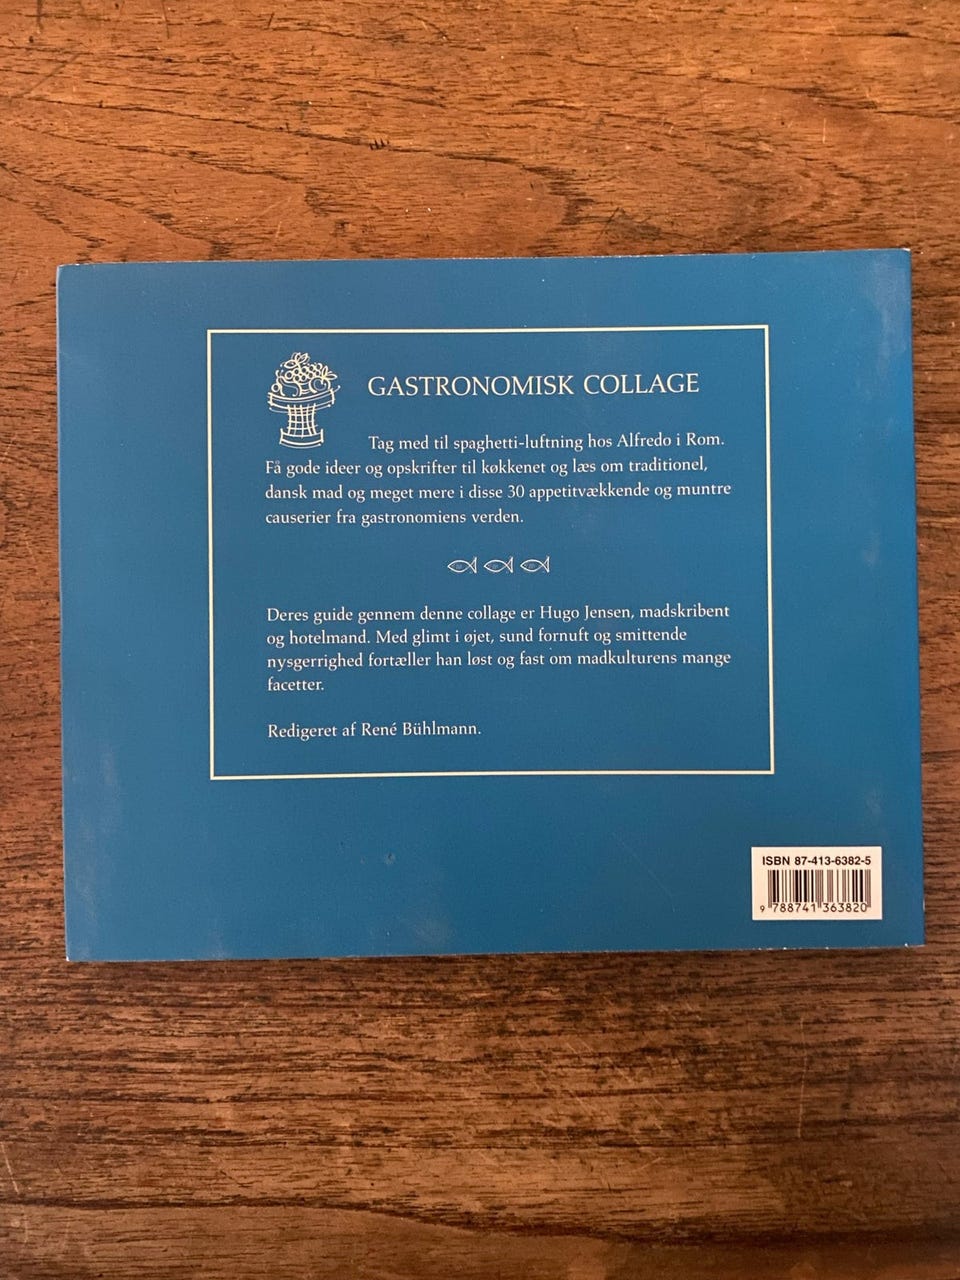 GASTRONOMISK COLLAGE
Tag med til spaghetti-luftning hos Alfredo i Rom.
Få gode ideer og opskrifter til køkkenet og læs om traditionel,
dansk mad og meget mere i disse 30 appetitvækkende og muntre
causerier fra gastronomiens verden.
Deres guide gennem denne collage er Hugo Jensen, madskribent
og hotelmand. Med glimt i øjet, sund fornuft og smittende
nysgerrighed fortæller han løst og fast om madkulturens mange
facetter.
Redigeret af René Bühlmann.
ISBN 87-413-6382-5
9 788741 363820